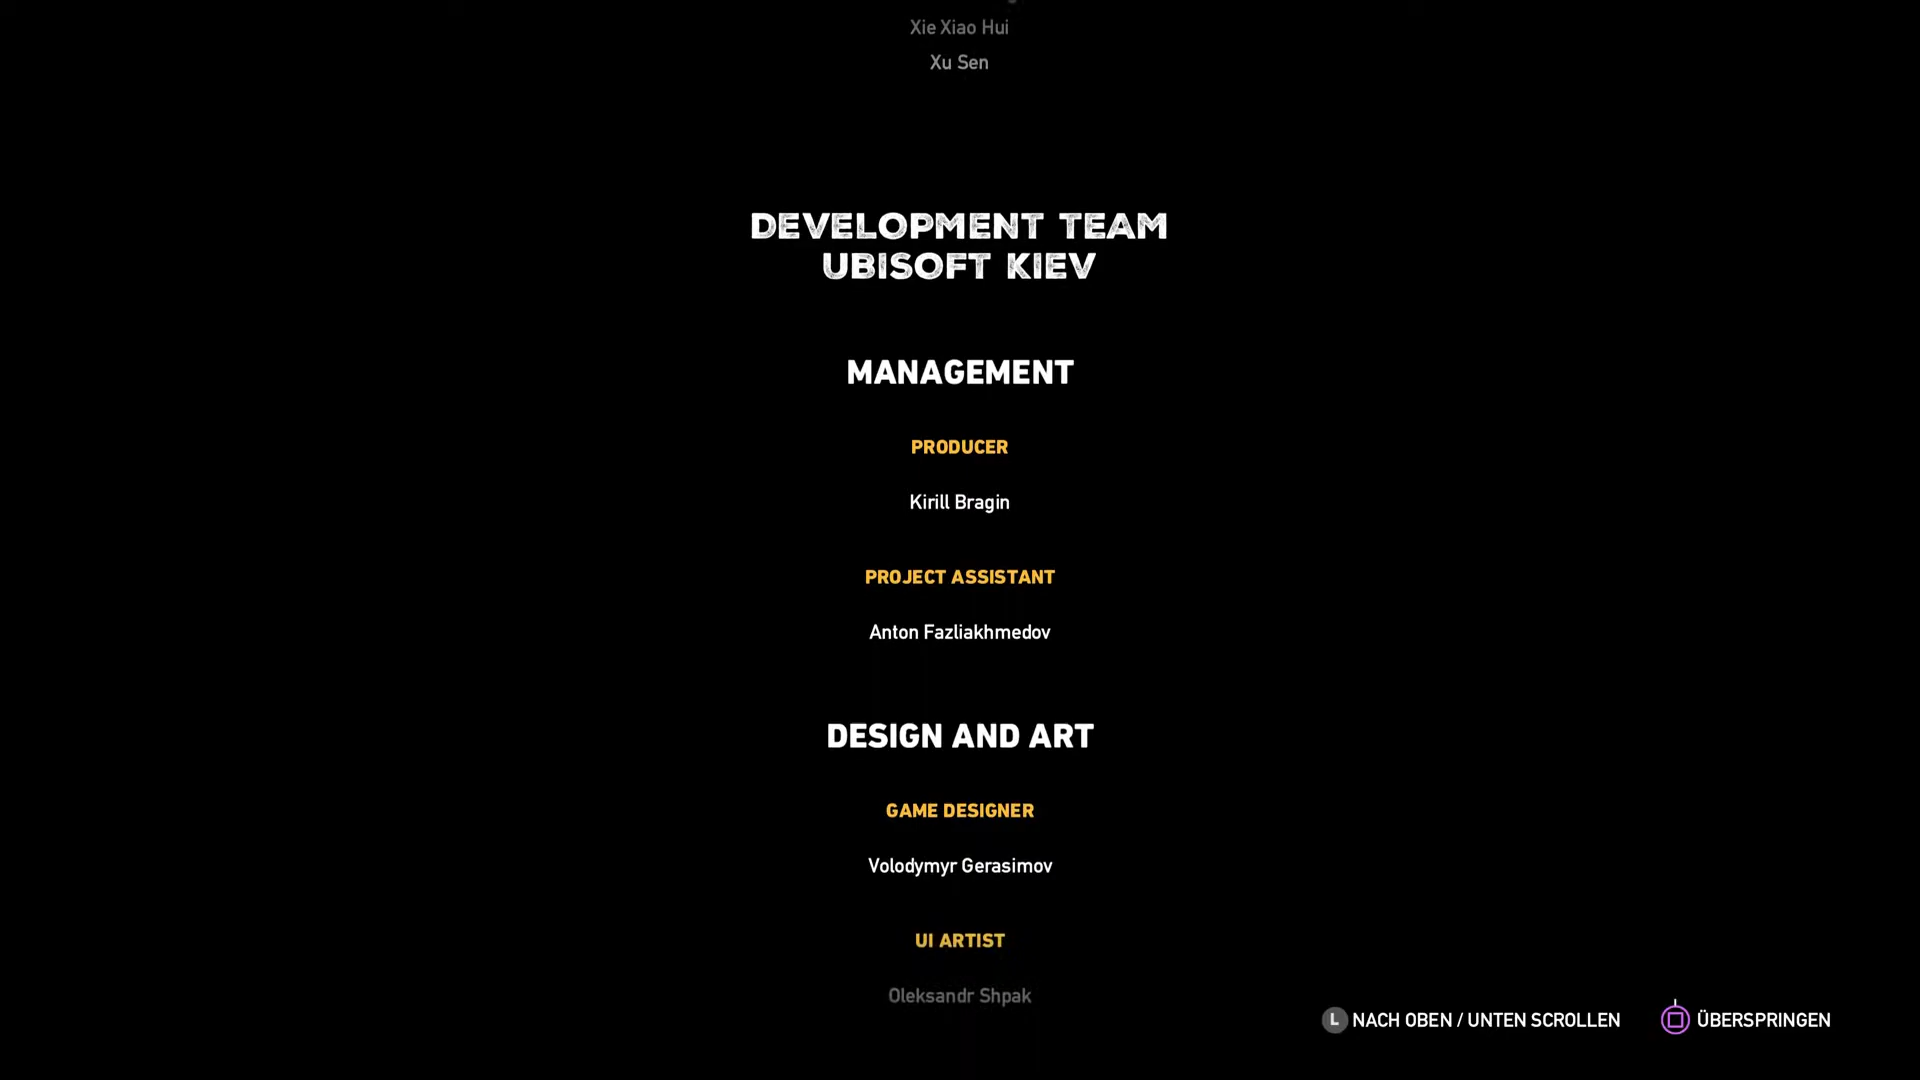 Xie Xiao Hui
Xu Sen
DEVELOPMENT TEAM
UBISOFT KIEV
MANAGEMENT
PRODUCER
Kirill Bragin
PROJECT ASSISTANT
Anton Fazliakhmedov
DESIGN AND ART
GAME DESIGNER
Volodymyr Gerasimov
UI ARTIST
Oleksandr Shpak
L NACH OBEN / UNTEN SCROLLEN
ÜBERSPRINGEN